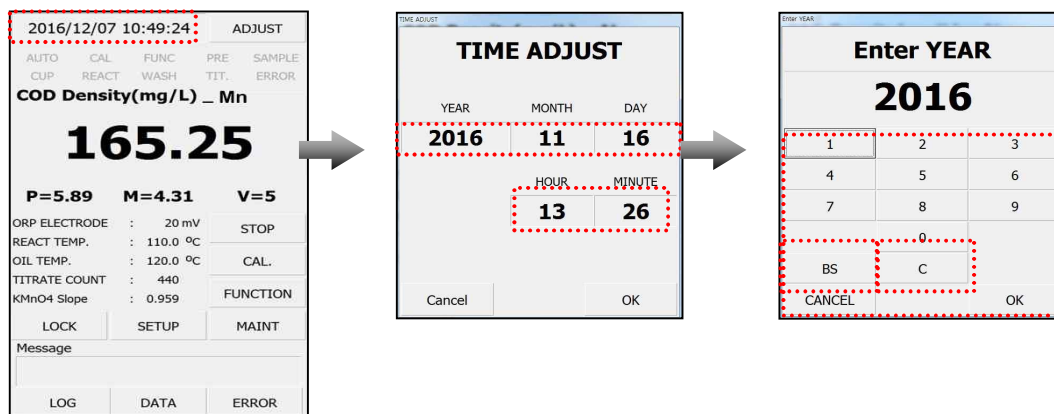 2016/12/07 10:49:24 ADJUST
AUTO CAL FUNC PRE SAMPLE
CUP REACT WASH TIT. ERROR
COD Density(mg/L) _ Mn
165.25
P=5.89 M=4.31 V=5
ORP ELECTRODE : 20 mV
STOP
REACT TEMP. : 110.0 ºC
OIL TEMP. : 120.0 ºC
CAL.
TITRATE COUNT : 440
KMnO4 Slope : 0.959
FUNCTION
LOCK SETUP MAINT
Message
LOG DATA ERROR
TIME ADJUST
TIME ADJUST
YEAR MONTH DAY
2016 11 16
HOUR MINUTE
13 26
Cancel OK
Enter YEAR
Enter YEAR
2016
1 2 3
4 5 6
7 8 9
0
BS C
CANCEL OK